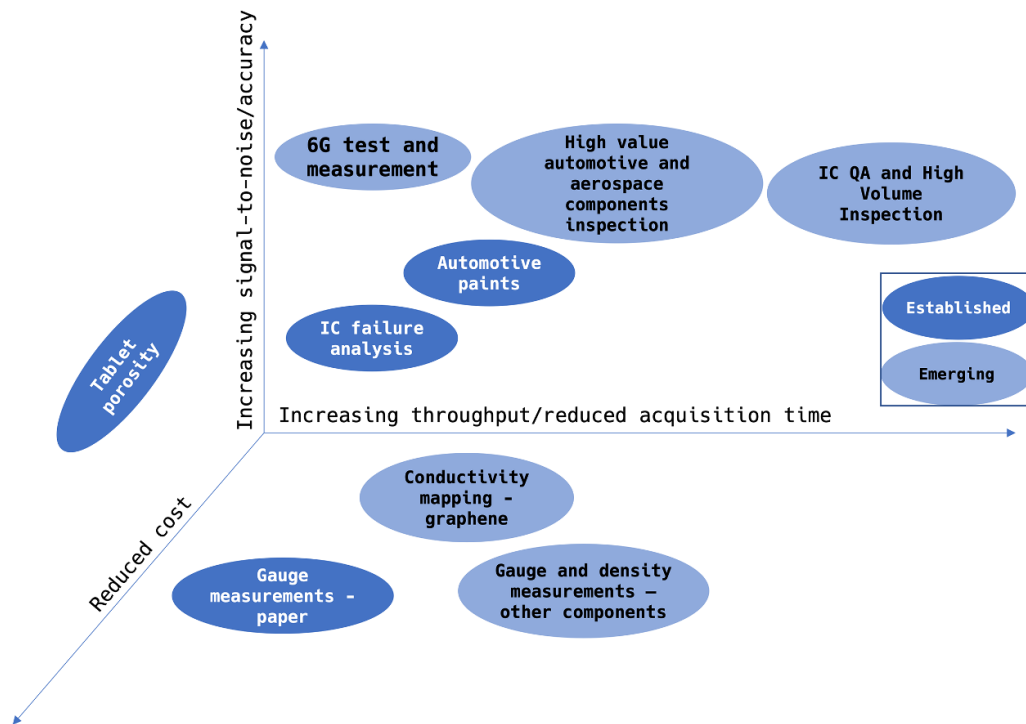 Increasing signal-to-noise/accuracy
6G test and
measurement
High value
automotive and
aerospace
components
inspection
IC QA and High
Volume
Inspection
Automotive
paints
IC failure
analysis
Established
Emerging
Tablet
porosity
Increasing throughput/reduced acquisition time
Reduced cost
Conductivity
mapping -
graphene
Gauge
measurements -
paper
Gauge and density
measurements –
other components